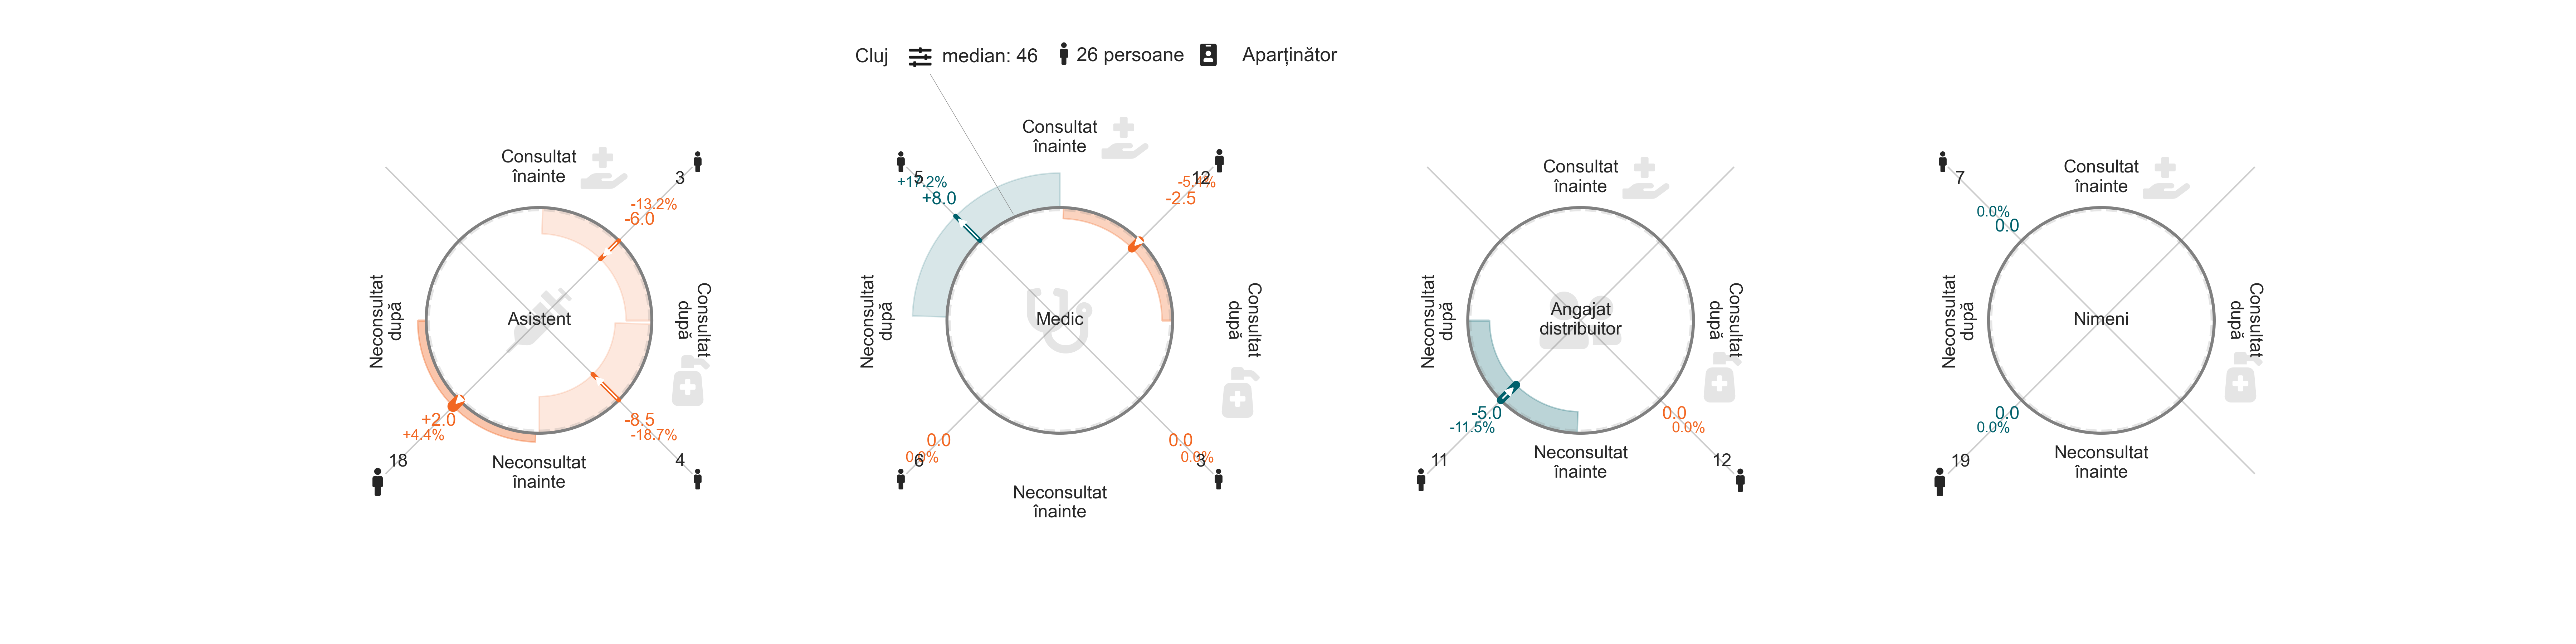 Cluj median: 46 26 persoane Aparținător
Consultat
înainte
3
-13.2%
-6.0
Neconsultat
după
Asistent
Consultat
după
+2.0
+4.4%
18
-8.5
-18.7%
4
Neconsultat
înainte
Consultat
înainte
5
+17.2%
+8.0
12
-5.4%
-2.5
Neconsultat
după
Medic
Consultat
după
0.0
0.0%
6
0.0
0.0%
3
Neconsultat
înainte
Consultat
înainte
Neconsultat
după
Angajat
distribuitor
Consultat
după
-5.0
-11.5%
11
0.0
0.0%
12
Neconsultat
înainte
Consultat
înainte
7
0.0%
0.0
Neconsultat
după
Nimeni
Consultat
după
0.0
0.0%
19
Neconsultat
înainte